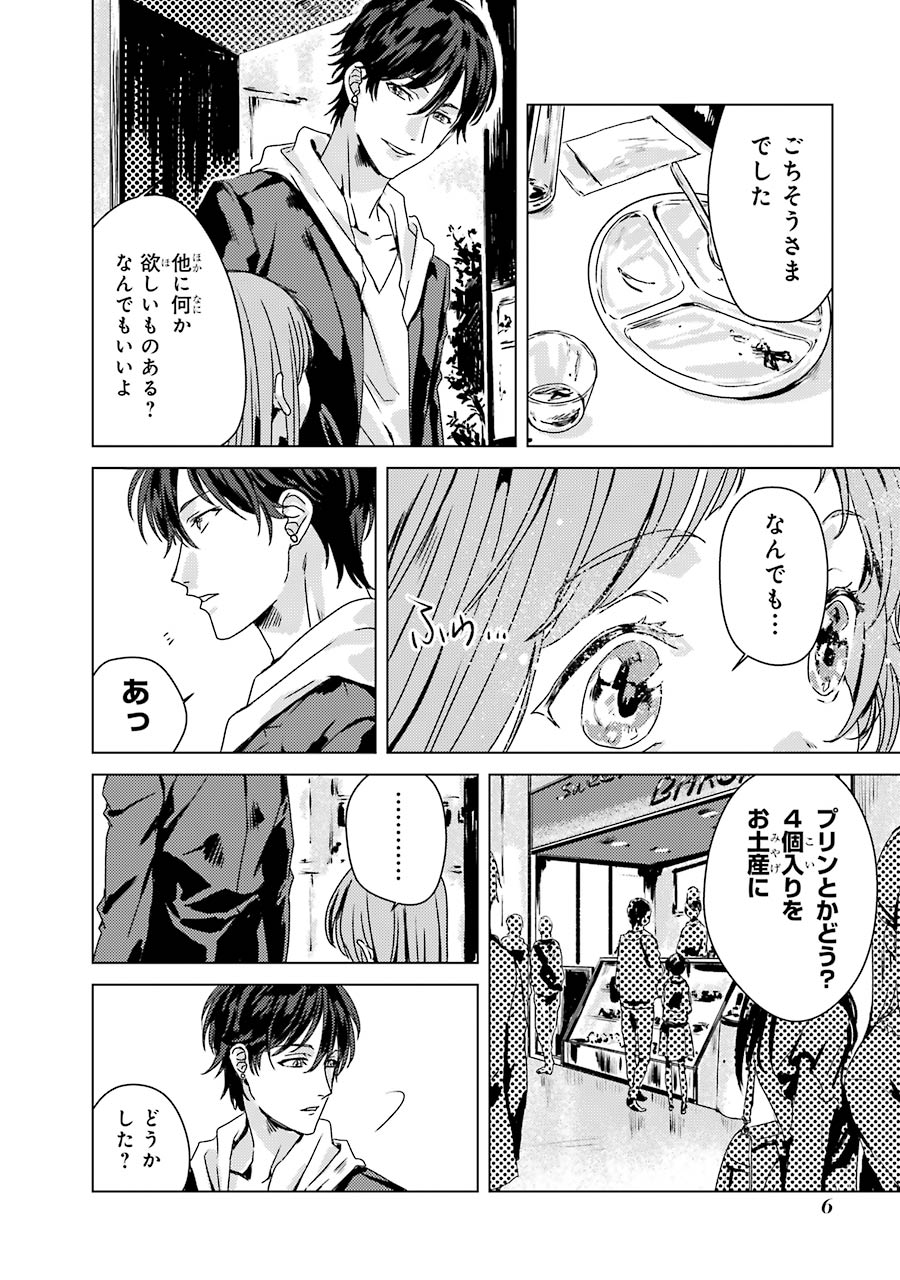 ごちそうさま
でした
他に何か
欲しいものある？
なんでもいいよ
なんでも…
ふわ…
あっ
プリンとかどう？
4個入りを
お土産に
………
どうか
した？
6